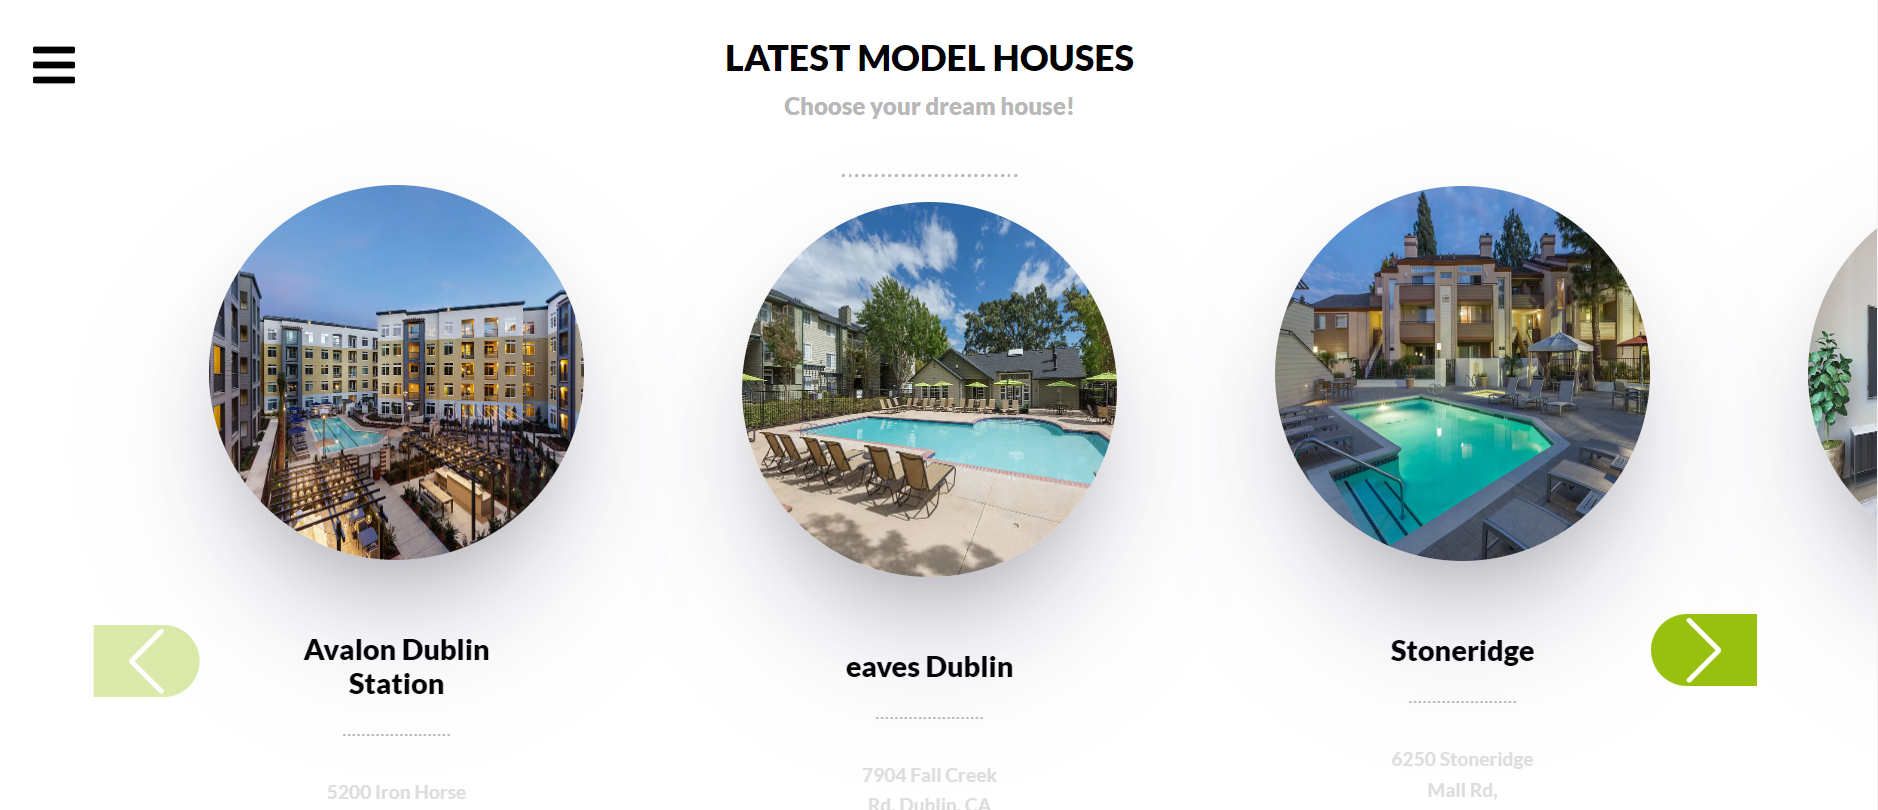 LATEST MODEL HOUSES
Choose your dream house!
Avalon Dublin
Station
5200 Iron Horse
eaves Dublin
7904 Fall Creek
Rd, Dublin, CA
Stoneridge
6250 Stoneridge
Mall Rd,